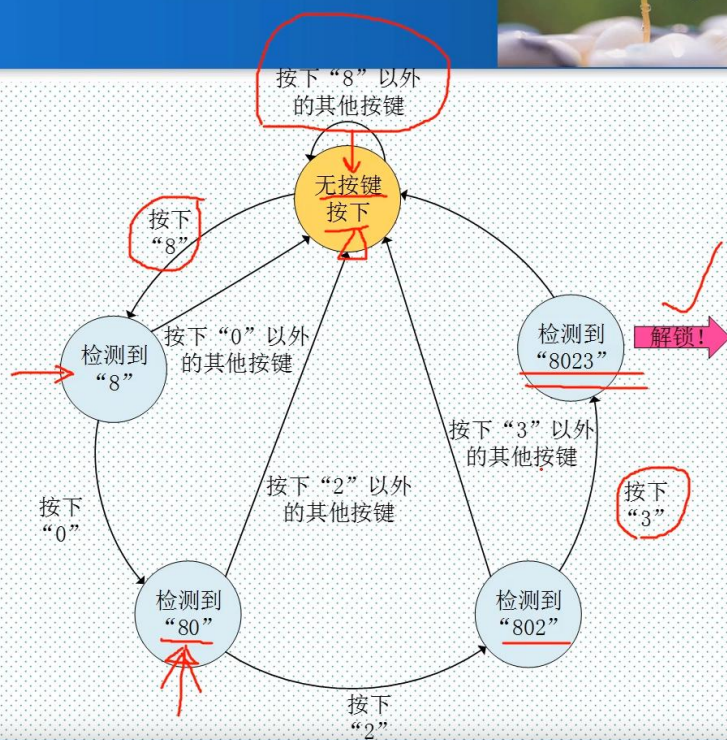 按下“8”以外
的其他按键
无按键
按下
按下
“8”
按下“0”以外
的其他按键
检测到
“8”
检测到
“8023”
解锁！
按下“3”以外
的其他按键
按下“2”以外
的其他按键
按下
“0”
按下
“3”
检测到
“80”
检测到
“802”
按下
“2”